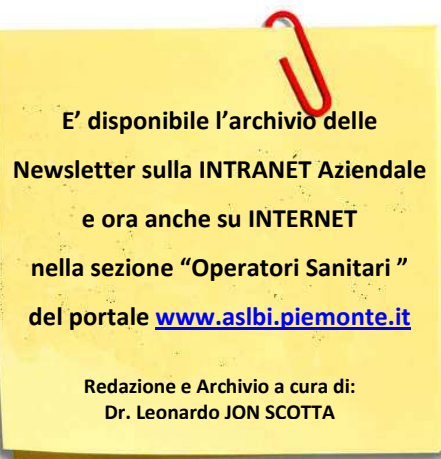 E’ disponibile l’archivio delle
Newsletter sulla INTRANET Aziendale
e ora anche su INTERNET
nella sezione “Operatori Sanitari ”
del portale www.aslbi.piemonte.it
Redazione e Archivio a cura di:
Dr. Leonardo JON SCOTTA